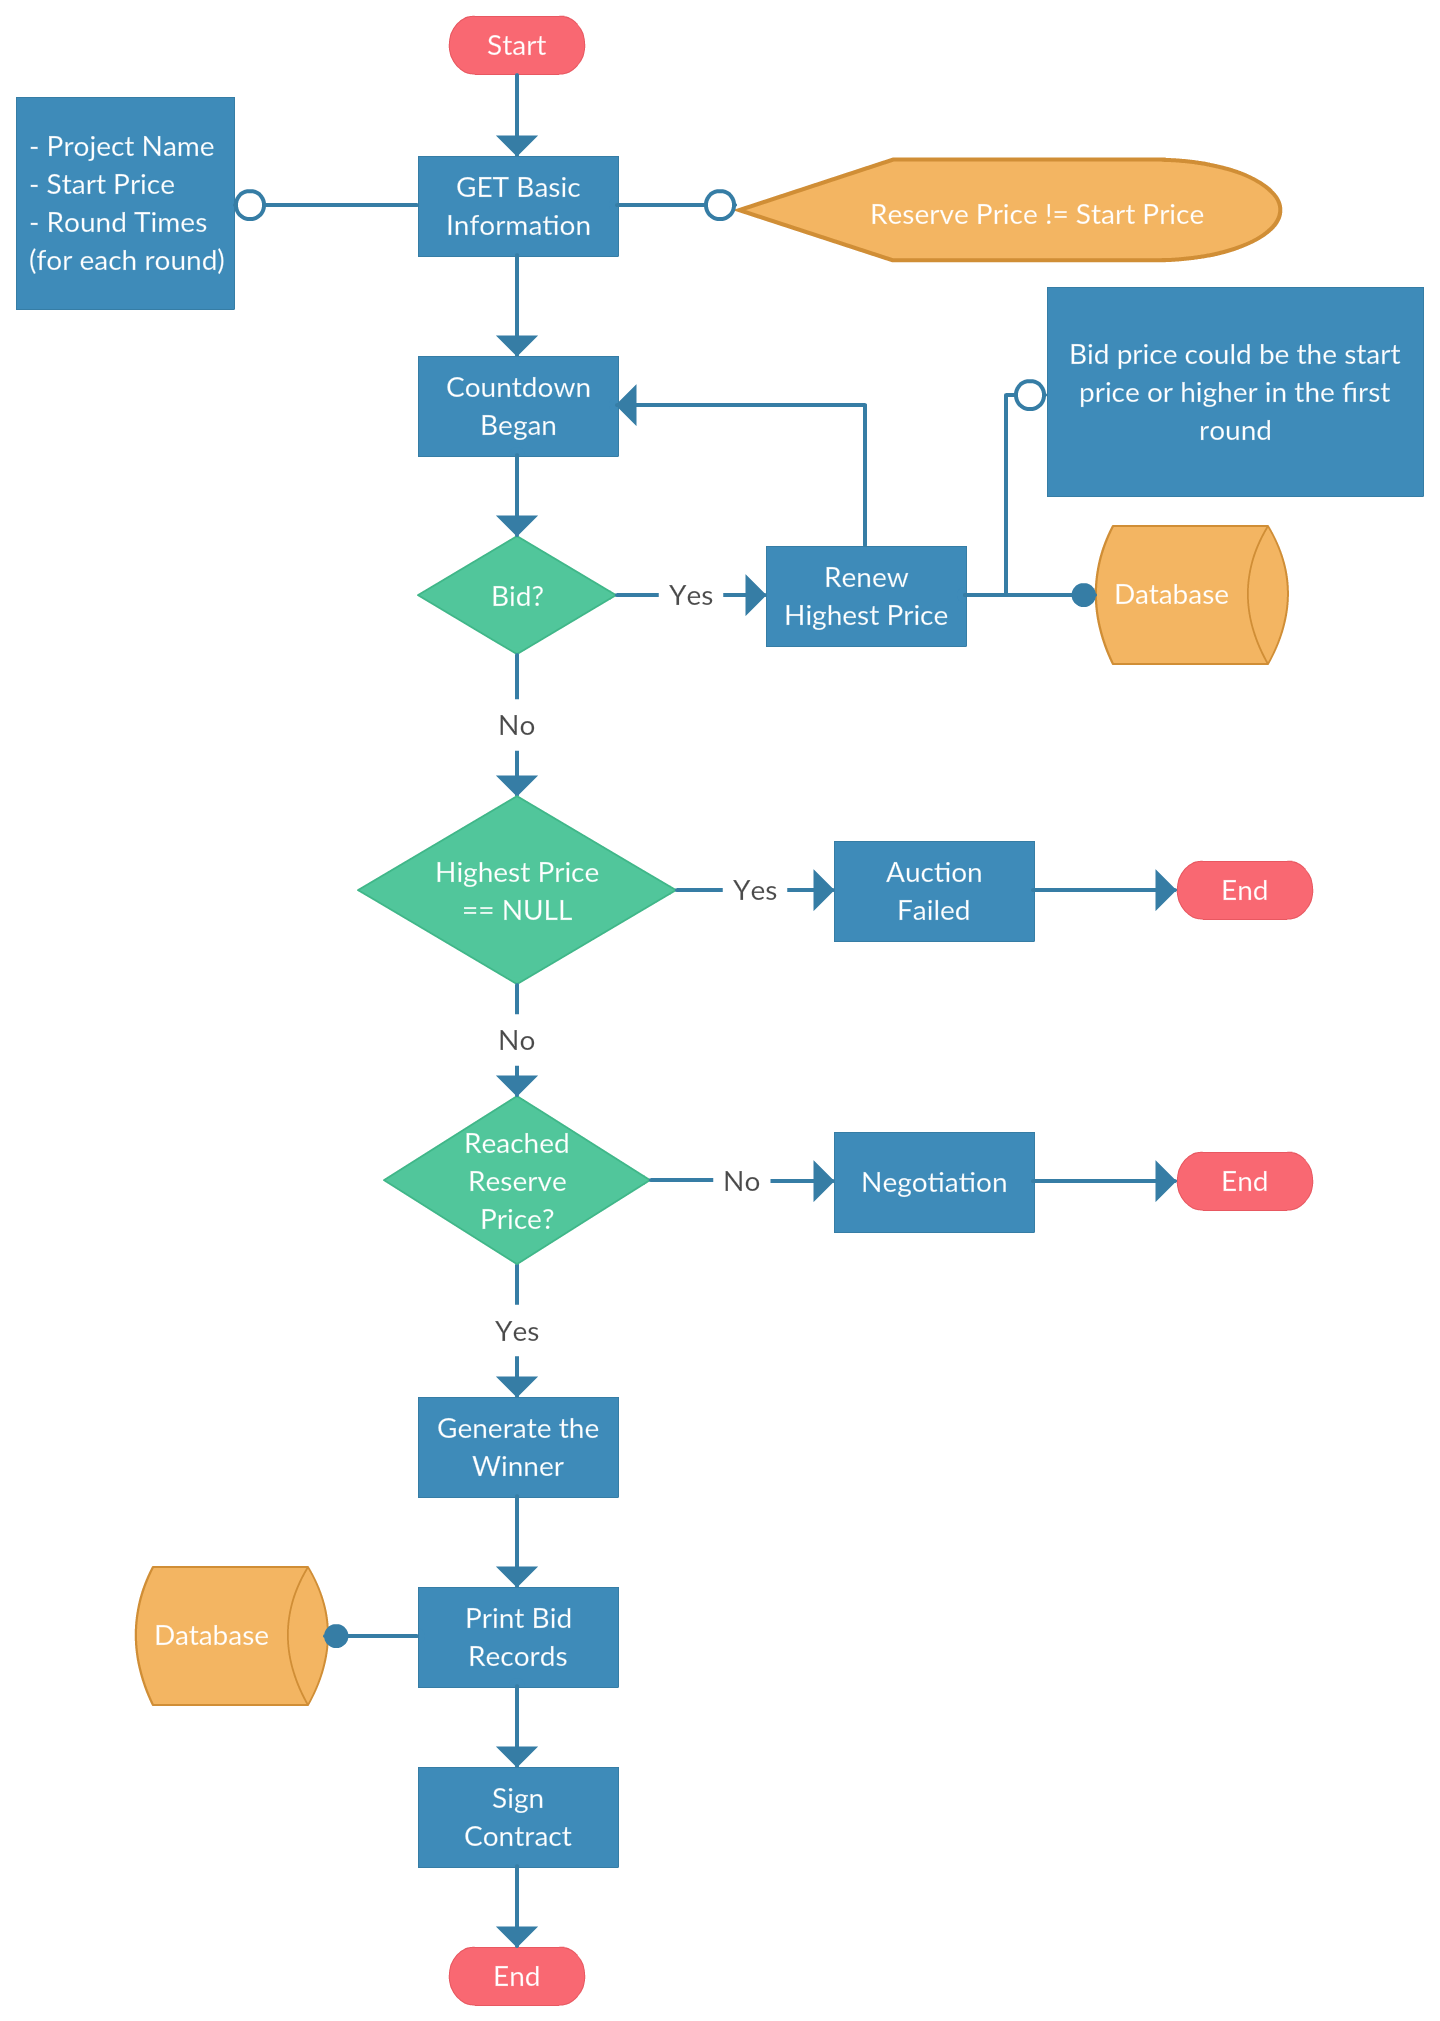 Start
- Project Name
- Start Price
- Round Times
(for each round)
GET Basic
Information
Reserve Price != Start Price
Countdown
Began
Bid price could be the start
price or higher in the first
round
Bid?
Yes
Renew
Highest Price
Database
No
Highest Price
== NULL
Yes
Auction
Failed
End
No
Reached
Reserve
Price?
No
Negotiation
End
Yes
Generate the
Winner
Database
Print Bid
Records
Sign
Contract
End